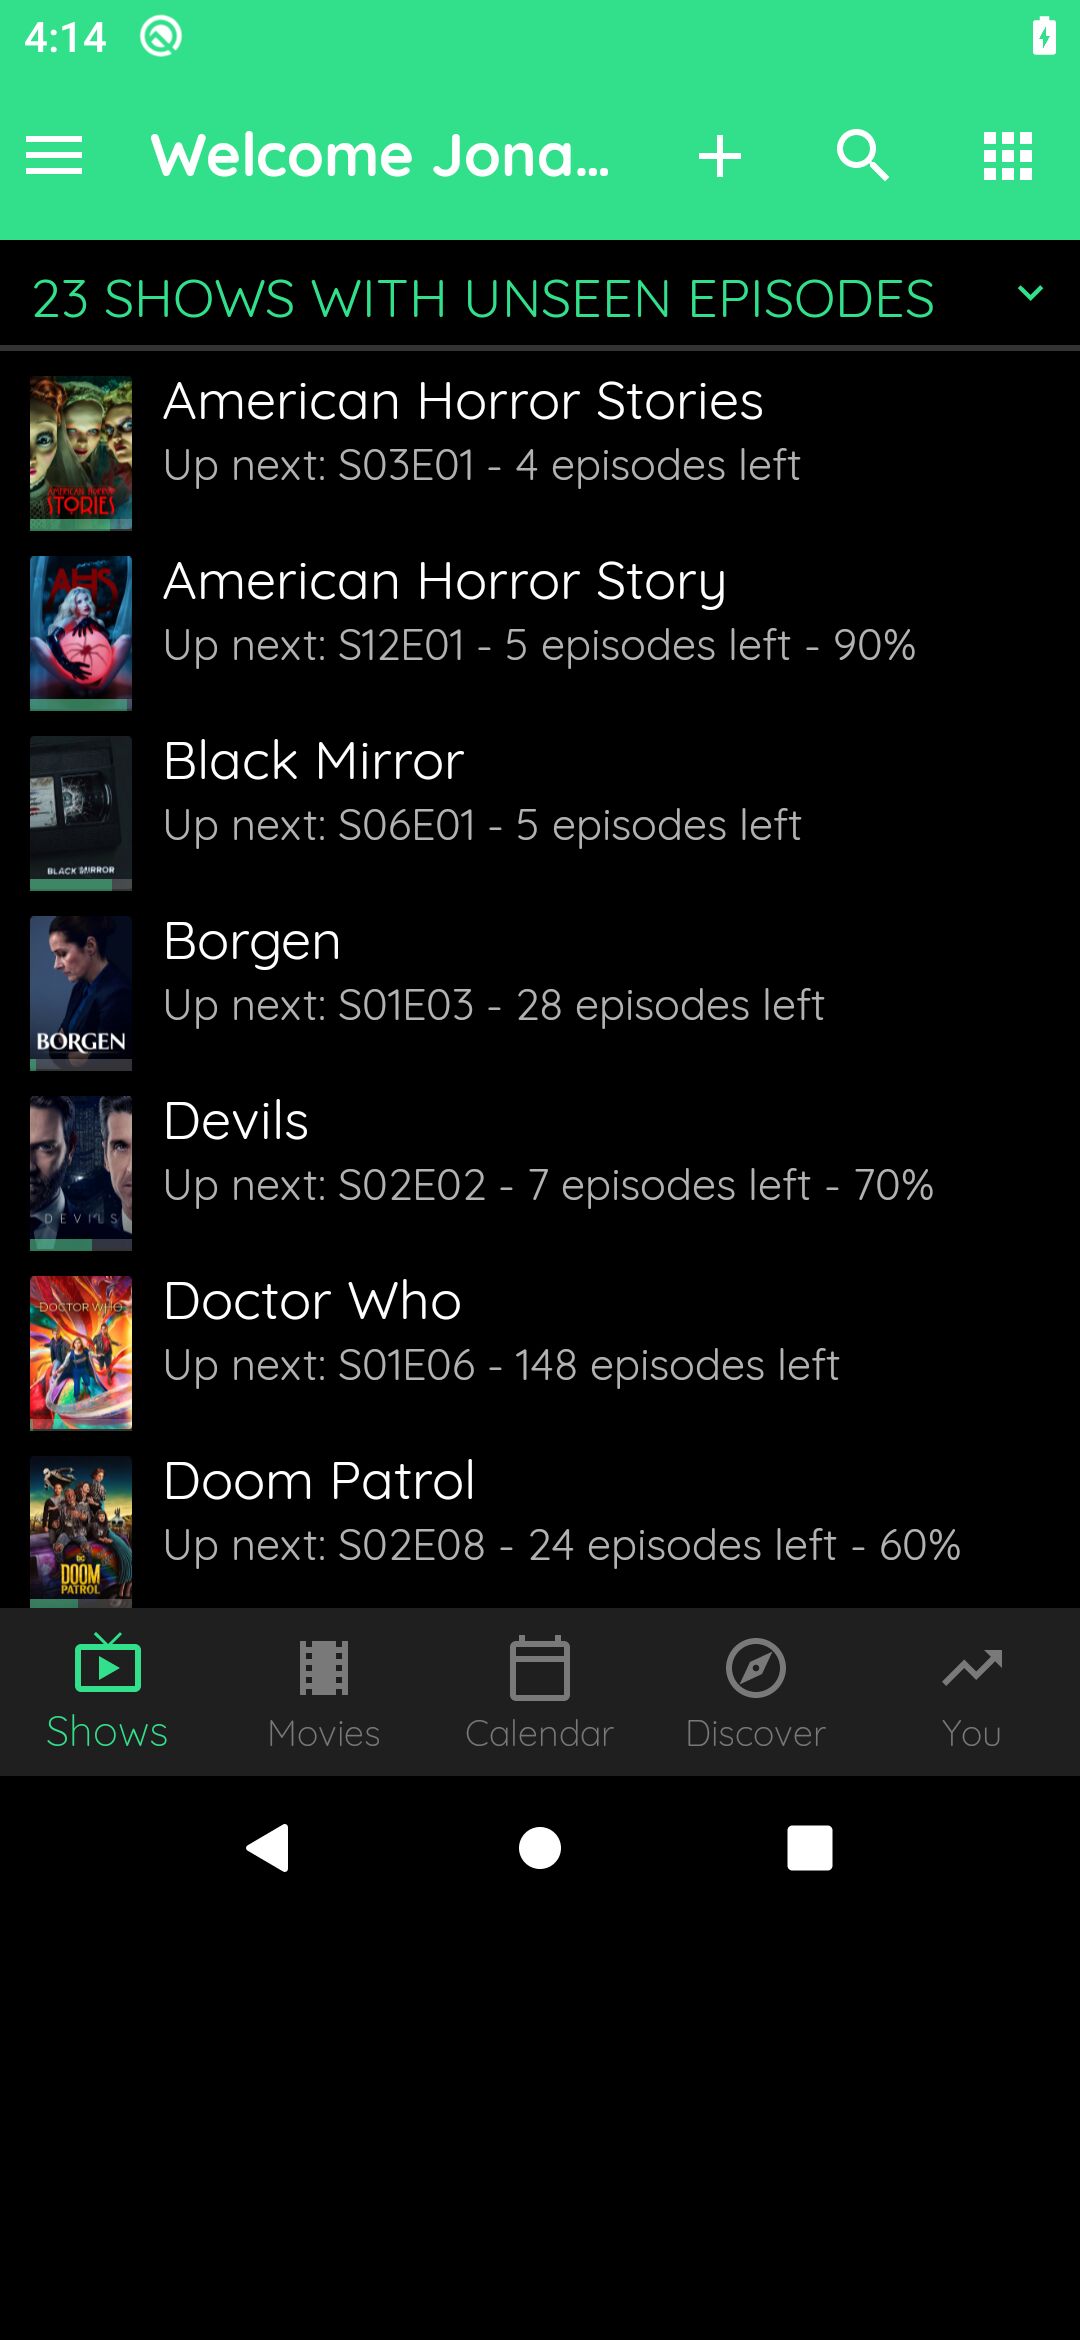 4:14
Welcome Jona...
23 SHOWS WITH UNSEEN EPISODES
American Horror Stories
Up next: S03E01 - 4 episodes left
AMERICAN HORROR
STORIES
American Horror Story
Up next: S12E01 - 5 episodes left - 90%
AHS
Black Mirror
Up next: S06E01 - 5 episodes left
BLACK MIRROR
Borgen
Up next: S01E03 - 28 episodes left
BORGEN
Devils
Up next: S02E02 - 7 episodes left - 70%
DEVILS
Doctor Who
DOCTOR WHO
Up next: S01E06 - 148 episodes left
Doom Patrol
Up next: S02E08 - 24 episodes left - 60%
DC
DOOM
PATROL
Shows
Movies
Calendar
Discover
You